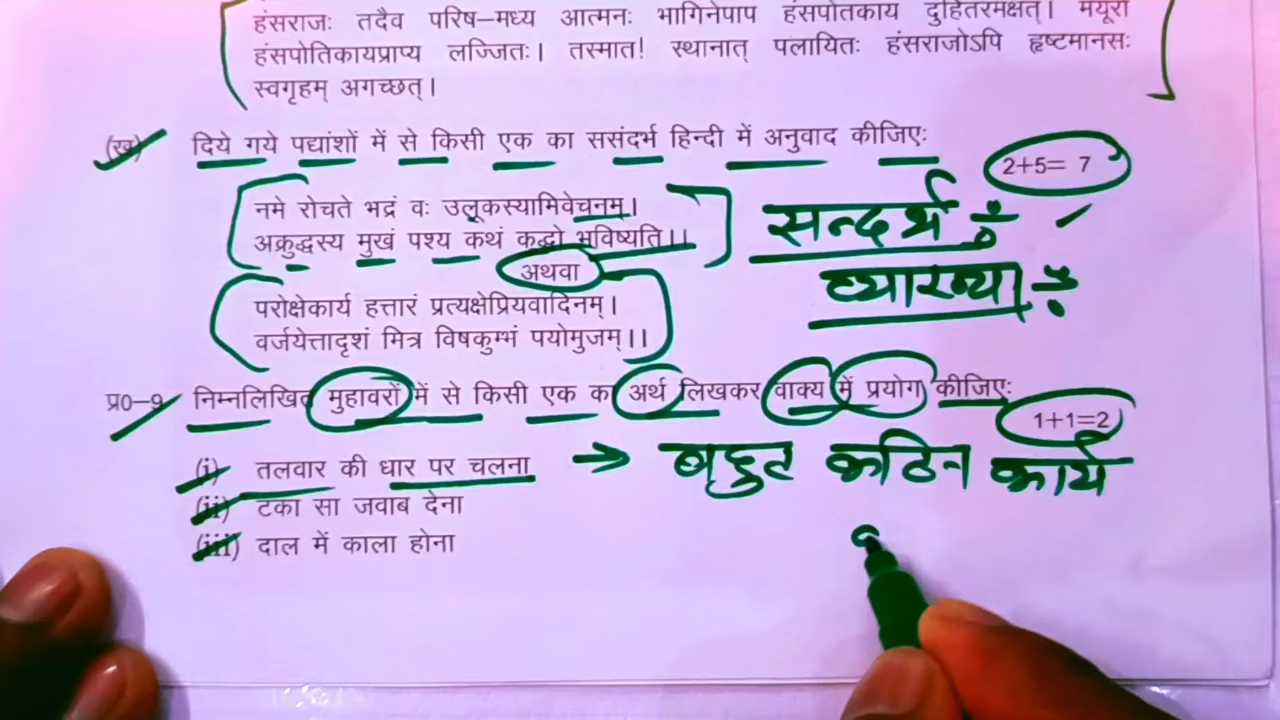 हंसराजः तदैव परिष-मध्य आत्मनः भागिनेपाप हंसपोतकाय दुहितरमक्षत्। मयूरो
हंसपोतिकायप्राप्य लज्जितः। तस्मात! स्थानात् पलायितः हंसराजोऽपि हृष्टमानसः
स्वगृहम् अगच्छत्।
(ख) दिये गये पद्यांशों में से किसी एक का ससंदर्भ हिन्दी में अनुवाद कीजिएः
2+5= 7
नमे रोचते भद्रं वः उलूकस्यामिवेचनम्।
अक्रुद्धस्य मुखं पश्य कथं कद्धो भविष्यति।।
सन्दर्भ ÷
व्याख्या ÷
अथवा
परोक्षेकार्य हत्तारं प्रत्यक्षेप्रियवादिनम्।
वर्जयेत्तादृशं मित्र विषकुम्भं पयोमुजम्।।
प्र0-9 निम्नलिखित मुहावरों में से किसी एक का अर्थ लिखकर वाक्य में प्रयोग कीजिएः
1+1=2
(i) तलवार की धार पर चलना → बहुट कठिन कार्य
(ii) टका सा जवाब देना
(iii) दाल में काला होना